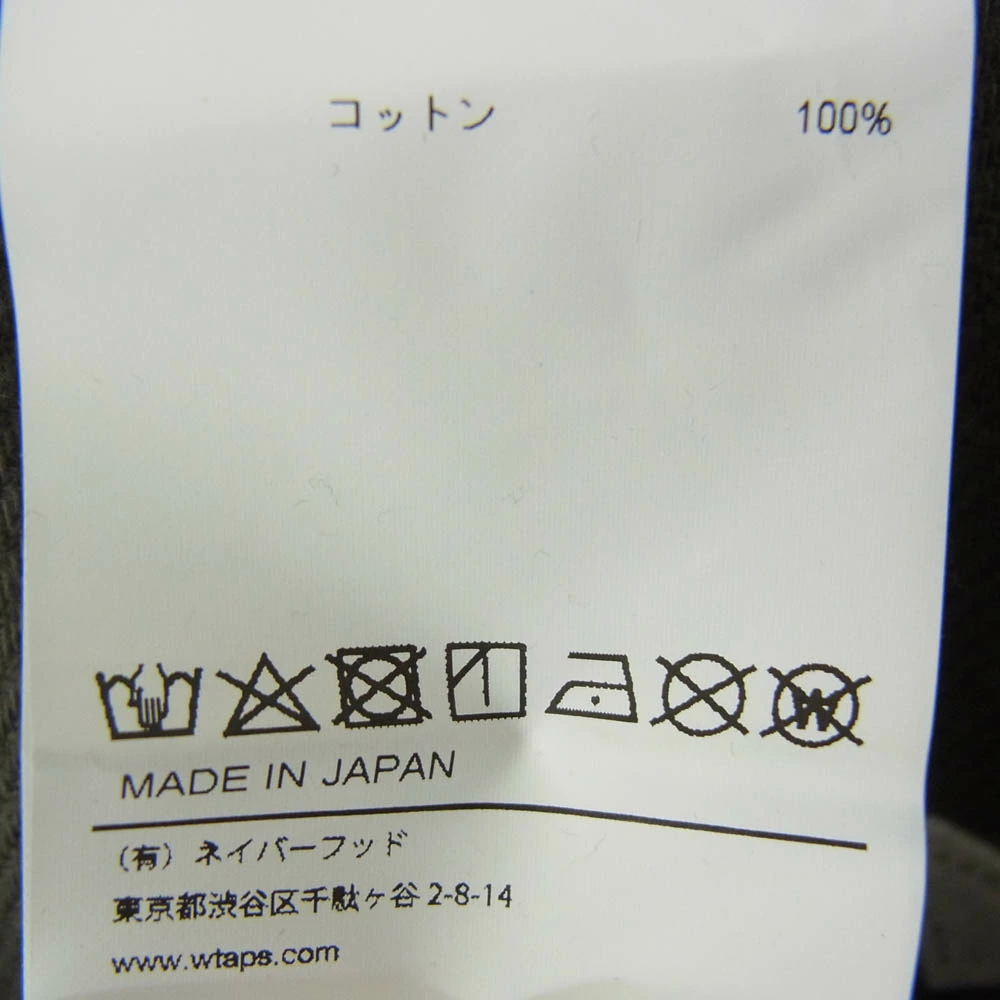 コットン 100%
W
MADE IN JAPAN
(有) ネイバーフッド
東京都渋谷区千駄ヶ谷 2-8-14
www.wtaps.com